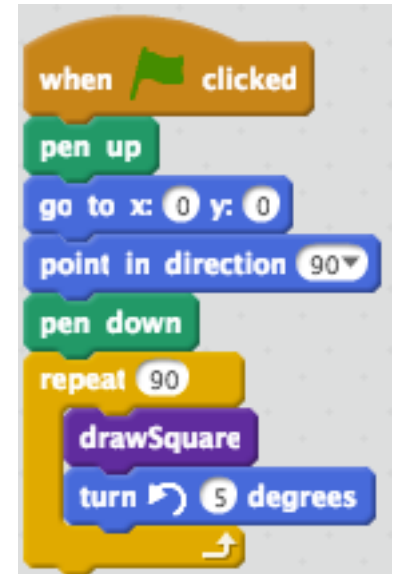 when clicked
pen up
go to x: 0 y: 0
point in direction 90
pen down
repeat 90
drawSquare
turn 5 degrees